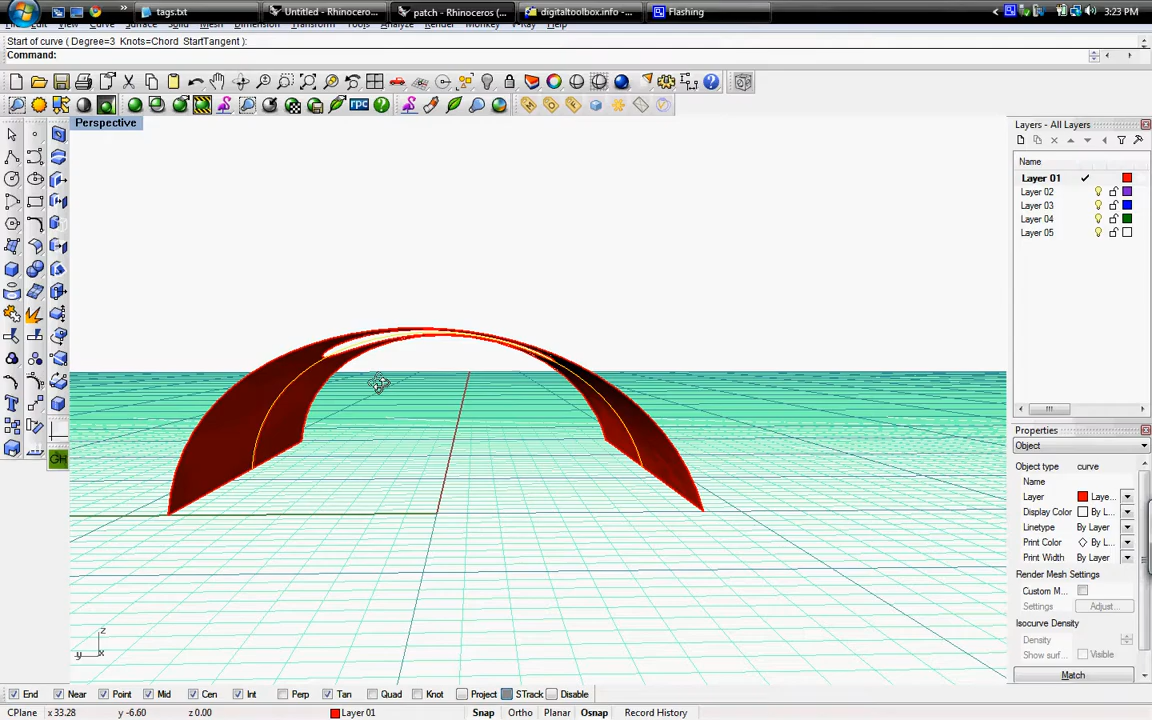 tags.txt
Untitled - Rhinocero...
patch - Rhinoceros (...
digitaltoolbox.info - ...
Flashing
3:23 PM
Start of curve ( Degree=3 Knots=Chord StartTangent ):
Command:
rpc
Perspective
Layers - All Layers
Name
Layer 01
Layer 02
Layer 03
Layer 04
Layer 05
Properties
Object
Object type curve
Name
Layer Laye...
Display Color By L...
Linetype By Layer
Print Color By L...
Print Width By Layer
Render Mesh Settings
Custom M...
Settings Adjust...
Isocurve Density
Density
Show surf... Visible
Match
z
y x
End Near Point Mid Cen Int Perp Tan Quad Knot Project STrack Disable
CPlane x 33.28 y -6.60 z 0.00 Layer 01 Snap Ortho Planar Osnap Record History